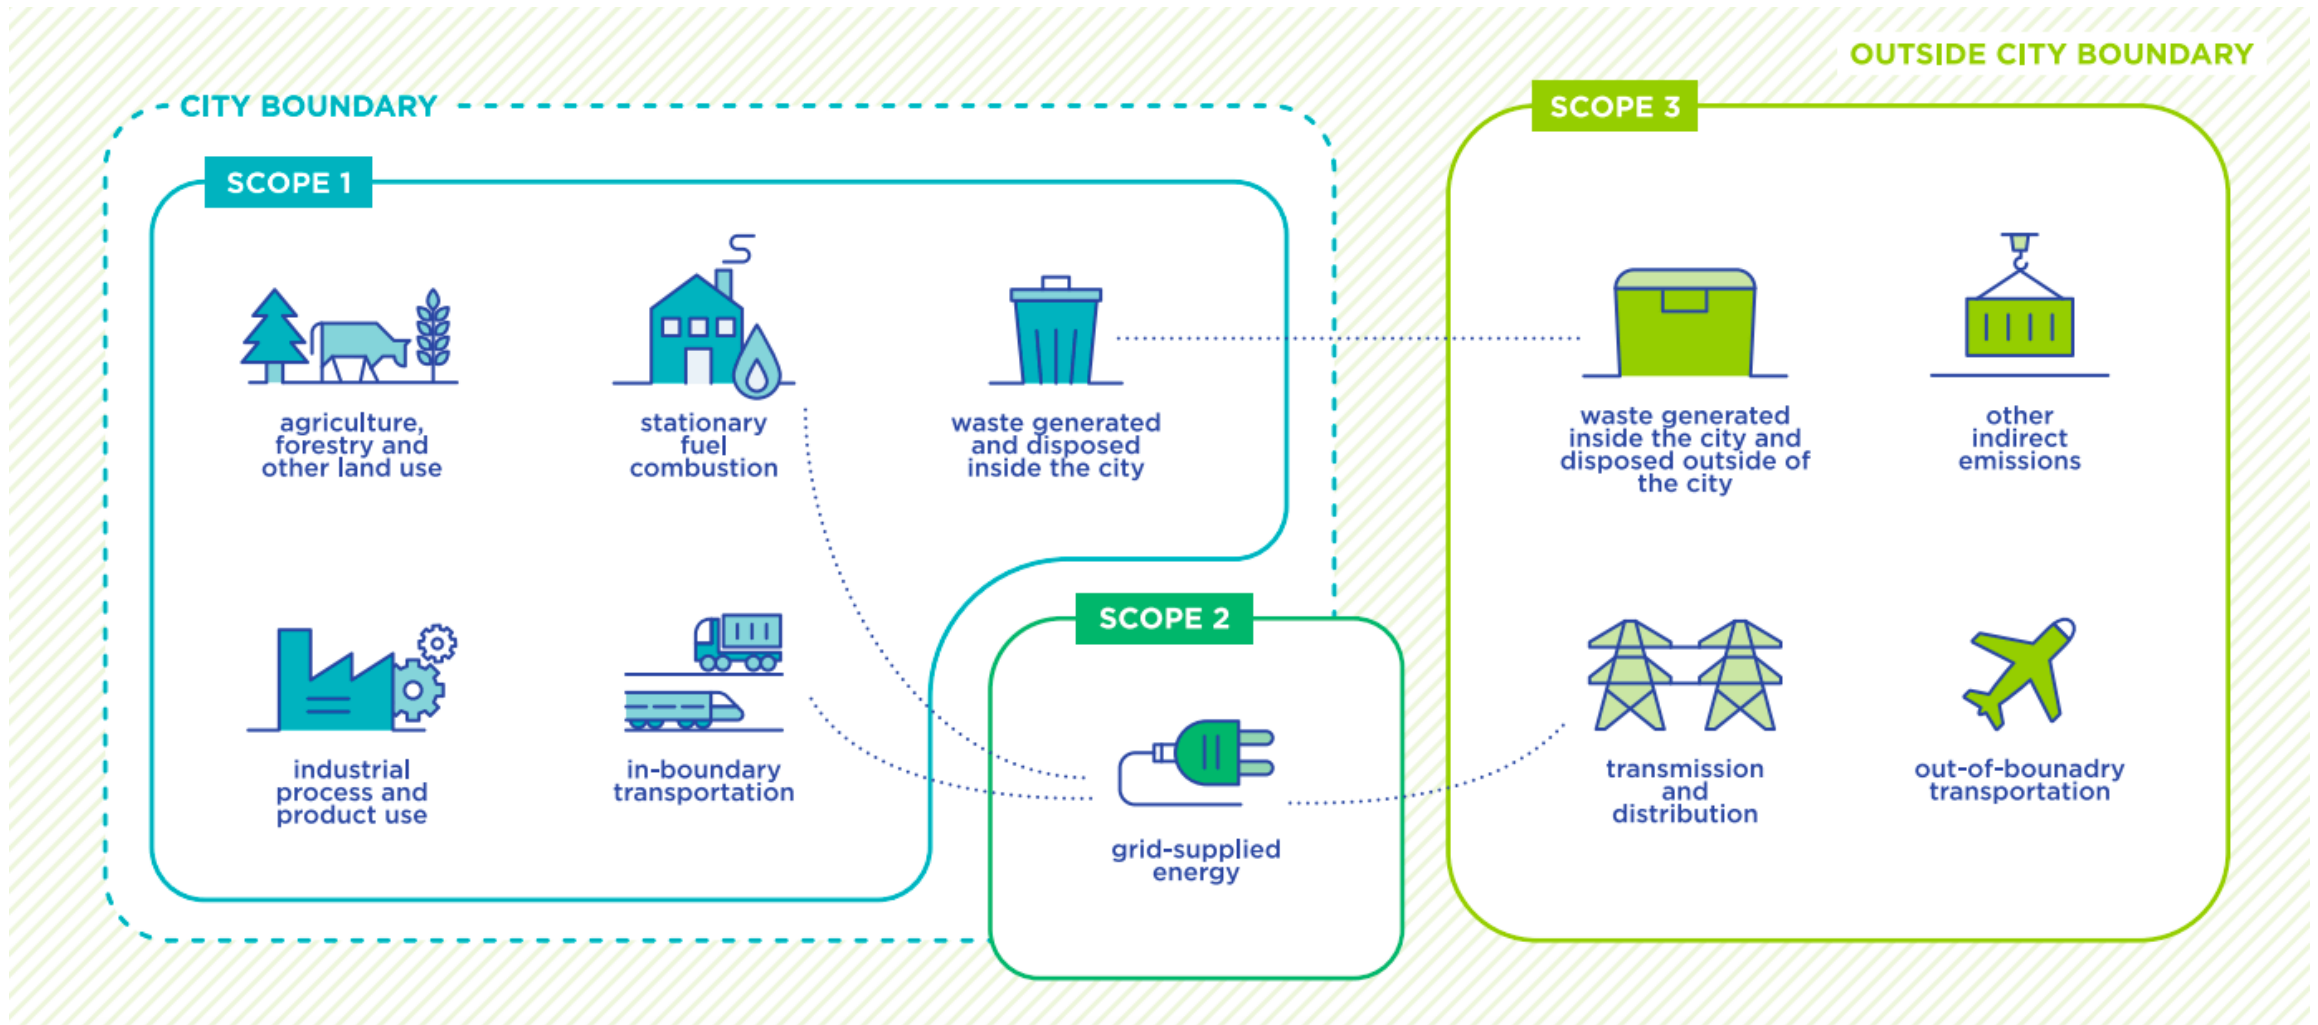 OUTSIDE CITY BOUNDARY
CITY BOUNDARY
SCOPE 3
SCOPE 1
agriculture,
forestry and
other land use
stationary
fuel
combustion
waste generated
and disposed
inside the city
waste generated
inside the city and
disposed outside of
the city
other
indirect
emissions
SCOPE 2
industrial
process and
product use
in-boundary
transportation
grid-supplied
energy
transmission
and
distribution
out-of-bounadry
transportation